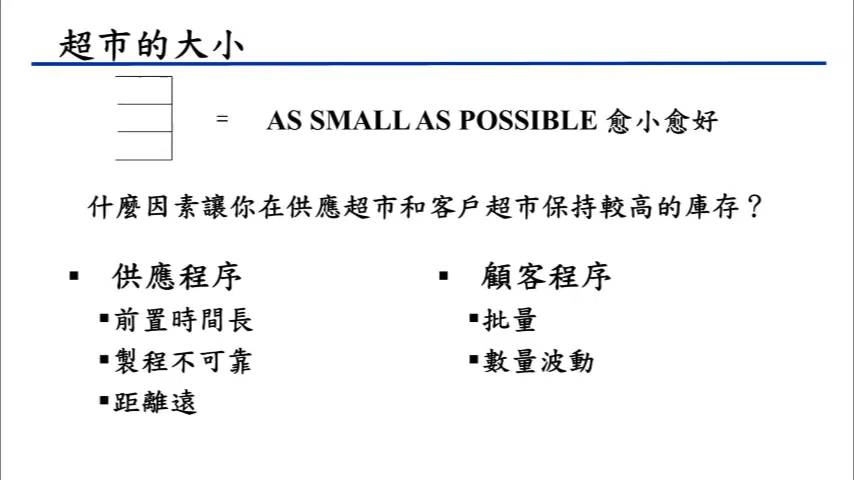 超市的大小
= AS SMALL AS POSSIBLE 愈小愈好
什麼因素讓你在供應超市和客戶超市保持較高的庫存？
▪ 供應程序
▪前置時間長
▪製程不可靠
▪距離遠
▪ 顧客程序
▪批量
▪數量波動